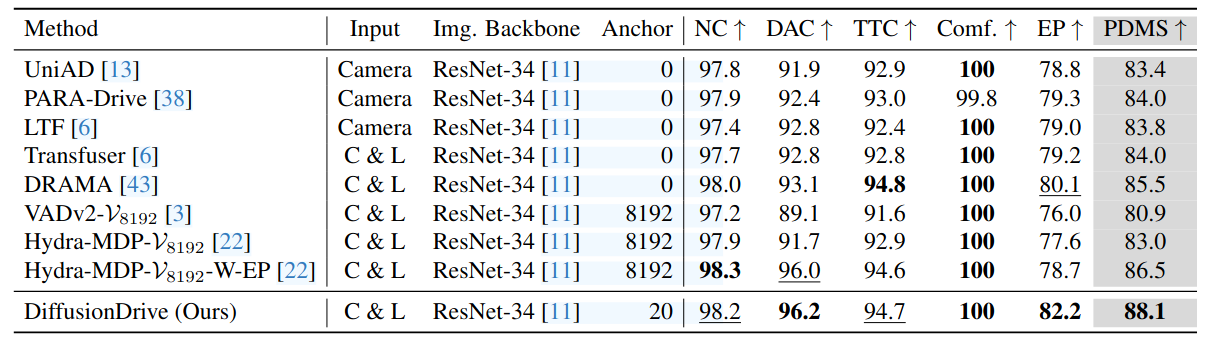 Method Input Img. Backbone Anchor NC ↑ DAC ↑ TTC ↑ Comf. ↑ EP ↑ PDMS ↑
UniAD [13] Camera ResNet-34 [11] 0 97.8 91.9 92.9 100 78.8 83.4
PARA-Drive [38] Camera ResNet-34 [11] 0 97.9 92.4 93.0 99.8 79.3 84.0
LTF [6] Camera ResNet-34 [11] 0 97.4 92.8 92.4 100 79.0 83.8
Transfuser [6] C & L ResNet-34 [11] 0 97.7 92.8 92.8 100 79.2 84.0
DRAMA [43] C & L ResNet-34 [11] 0 98.0 93.1 94.8 100 80.1 85.5
VADv2-𝒱8192 [3] C & L ResNet-34 [11] 8192 97.2 89.1 91.6 100 76.0 80.9
Hydra-MDP-𝒱8192 [22] C & L ResNet-34 [11] 8192 97.9 91.7 92.9 100 77.6 83.0
Hydra-MDP-𝒱8192-W-EP [22] C & L ResNet-34 [11] 8192 98.3 96.0 94.6 100 78.7 86.5
DiffusionDrive (Ours) C & L ResNet-34 [11] 20 98.2 96.2 94.7 100 82.2 88.1